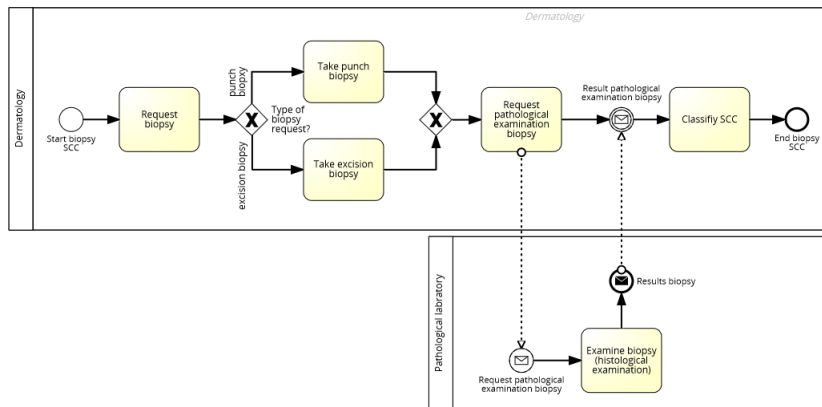 Dermatology
Dermatology
Start biopsy
SCC
Request
biopsy
punch
biopxy
Type of
biopsy
request?
excision biopsy
Take punch
biopsy
Take excision
biopsy
Request
pathological
examination
biopsy
Result pathological
examination biopsy
Classifiy SCC
End biopsy
SCC
Pathological labratory
Results biopsy
Request pathological
examination biopsy
Examine biopsy
(histological
examination)